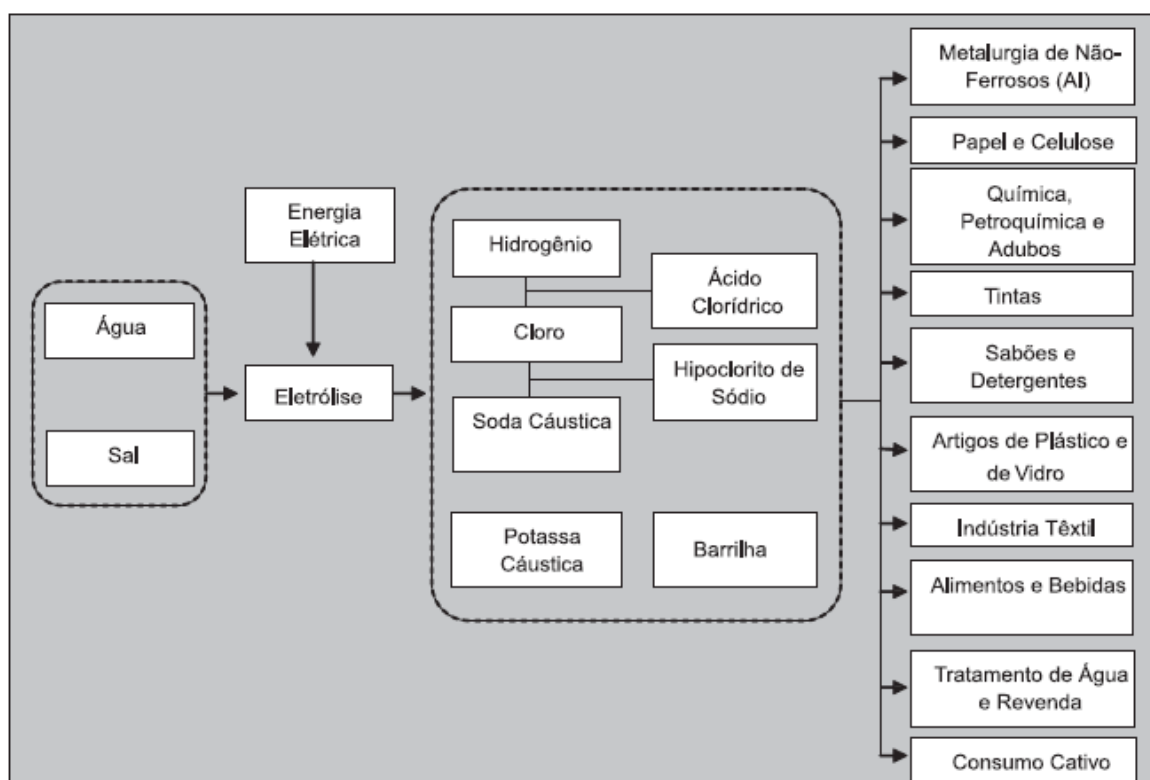 Água
Sal
Energia
Elétrica
Eletrólise
Hidrogênio
Cloro
Soda Cáustica
Potassa
Cáustica
Ácido
Clorídrico
Hipoclorito de
Sódio
Barrilha
Metalurgia de Não-
Ferrosos (Al)
Papel e Celulose
Química,
Petroquímica e
Adubos
Tintas
Sabões e
Detergentes
Artigos de Plástico e
de Vidro
Indústria Têxtil
Alimentos e Bebidas
Tratamento de Água
e Revenda
Consumo Cativo